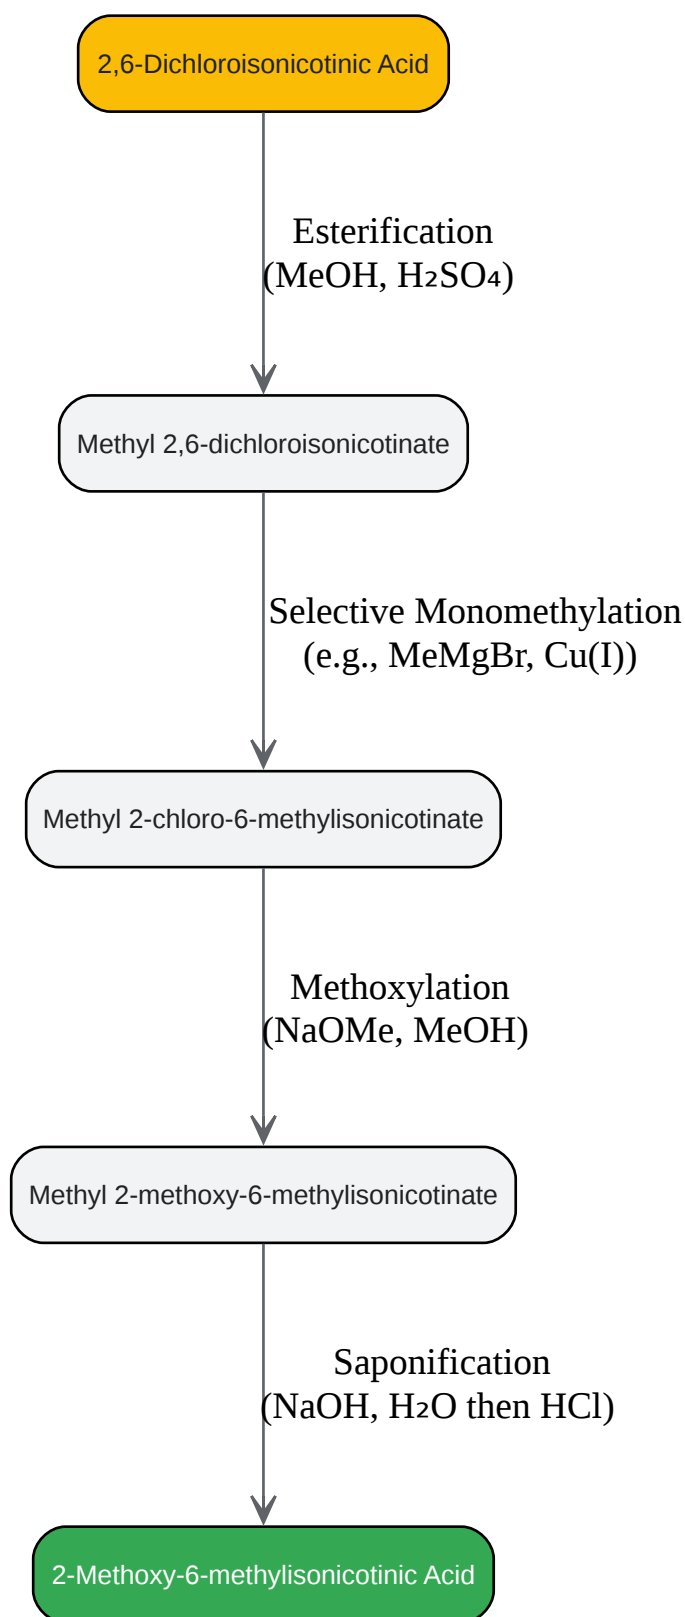 2,6-Dichloroisonicotinic Acid
Esterification
(MeOH, H₂SO₄)
Methyl 2,6-dichloroisonicotinate
Selective Monomethylation
(e.g., MeMgBr, Cu(I))
Methyl 2-chloro-6-methylisonicotinate
Methoxylation
(NaOMe, MeOH)
Methyl 2-methoxy-6-methylisonicotinate
Saponification
(NaOH, H₂O then HCl)
2-Methoxy-6-methylisonicotinic Acid